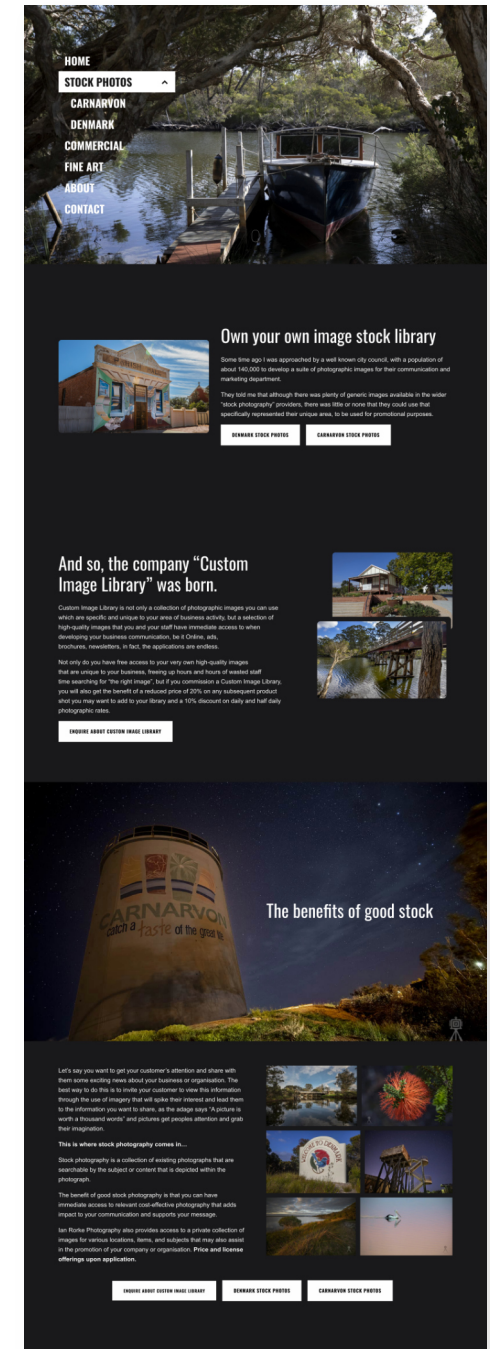 HOME
STOCK PHOTOS
CARNARVON
DENMARK
COMMERCIAL
FINE ART
ABOUT
CONTACT
Own your own image stock library
Some time ago I was approached by a well known city council, with a population of
about 140,000 to develop a suite of photographic images for their communication and
marketing department.
They told me that although there was plenty of generic images available in the wider
"stock photography" providers, there was little or none that they could use that
specifically represented their unique area, to be used for promotional purposes.
DENMARK STOCK PHOTOS
CARNARVON STOCK PHOTOS
And so, the company “Custom
Image Library” was born.
Custom Image Library is not only a collection of photographic images you can use
which are specific and unique to your area of business activity, but a selection of
high-quality images that you and your staff have immediate access to when
developing your business communication, be it Online, ads,
brochures, newsletters, in fact, the applications are endless.
Not only do you have free access to your very own high-quality images
that are unique to your business, freeing up hours and hours of wasted staff
time searching for "the right image", but if you commission a Custom Image Library,
you will also get the benefit of a reduced price of 20% on any subsequent product
shot you may want to add to your library and a 10% discount on daily and half daily
photographic rates.
ENQUIRE ABOUT CUSTOM IMAGE LIBRARY
CARNARVON
catch a taste of the great life
The benefits of good stock
Let's say you want to get your customer's attention and share with
them some exciting news about your business or organisation. The
best way to do this is to invite your customer to view this information
through the use of imagery that will spike their interest and lead them
to the information you want to share, as the adage says "A picture is
worth a thousand words" and pictures get peoples attention and grab
their imagination.
This is where stock photography comes in...
Stock photography is a collection of existing photographs that are
searchable by the subject or content that is depicted within the
photograph.
The benefit of good stock photography is that you can have
immediate access to relevant cost-effective photography that adds
impact to your communication and supports your message.
Ian Rorke Photography also provides access to a private collection of
images for various locations, items, and subjects that may also assist
in the promotion of your company or organisation. Price and license
offerings upon application.
WELCOME TO DENMARK
ENQUIRE ABOUT CUSTOM IMAGE LIBRARY
DENMARK STOCK PHOTOS
CARNARVON STOCK PHOTOS